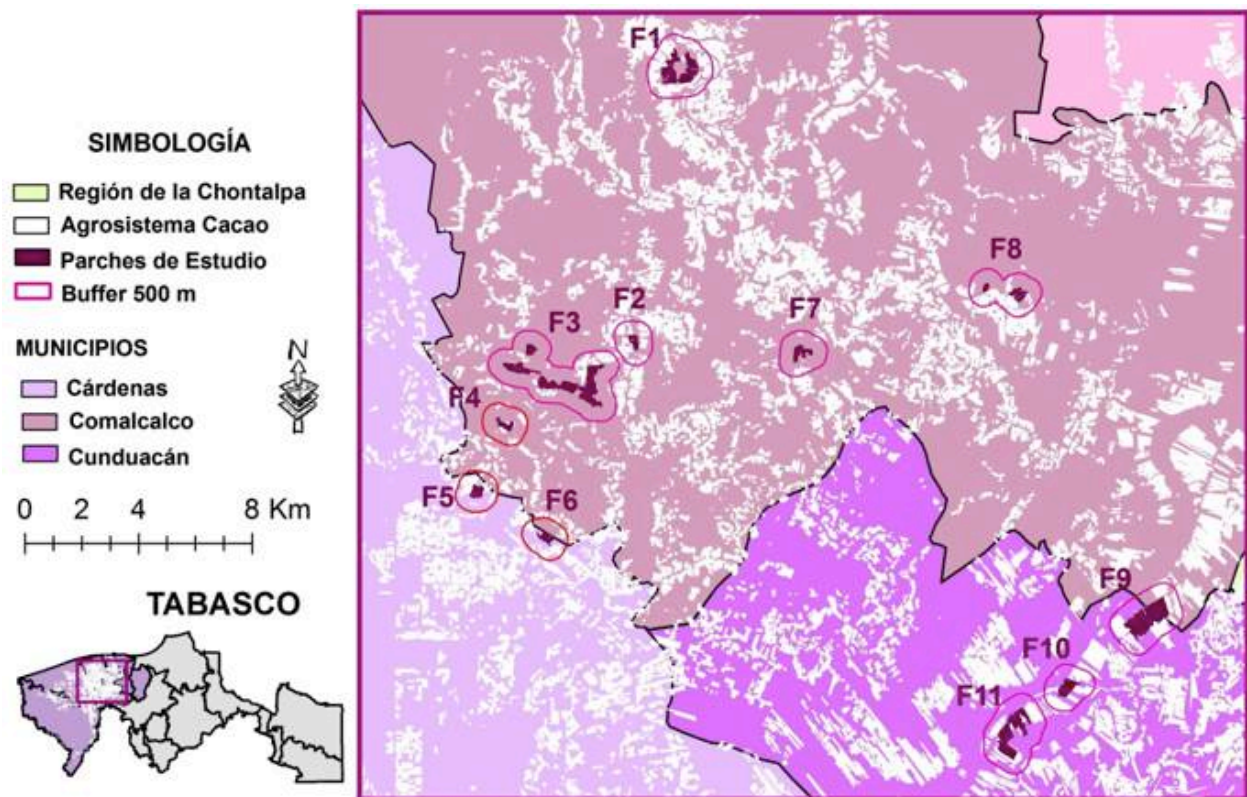 SIMBOLOGÍA
Región de la Chontalpa
Agrosistema Cacao
Parches de Estudio
Buffer 500 m
MUNICIPIOS
N
Cárdenas
Comalcalco
Cunduacán
0 2 4 8 Km
TABASCO
F1
F8
F2
F7
F3
F4
F5
F6
F9
F10
F11